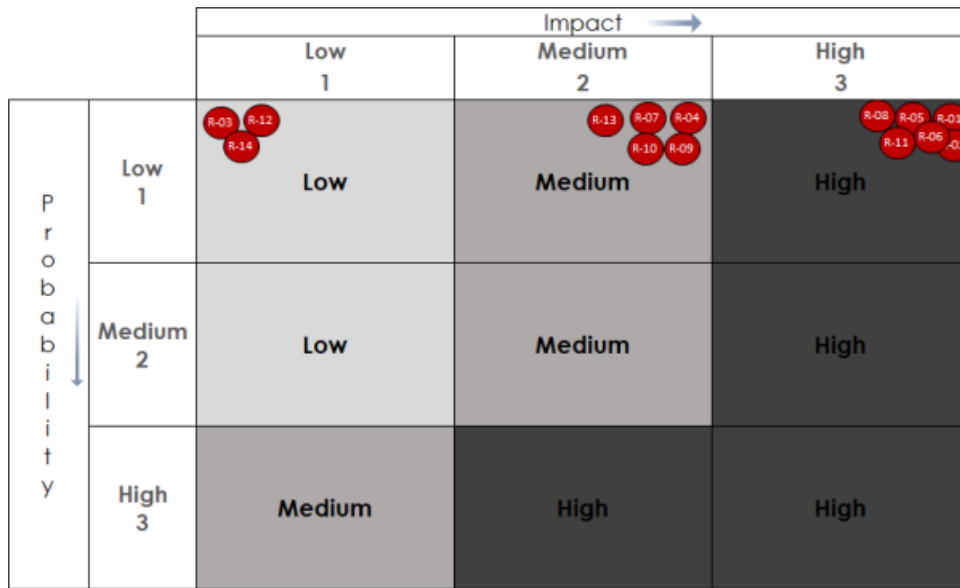 Impact
Low
1
Medium
2
High
3
Probability
Low
1
R-03
R-12
R-14
Low
R-13
R-07
R-04
R-10
R-09
Medium
R-08
R-05
R-01
R-11
R-06
High
Medium
2
Low
Medium
High
High
3
Medium
High
High